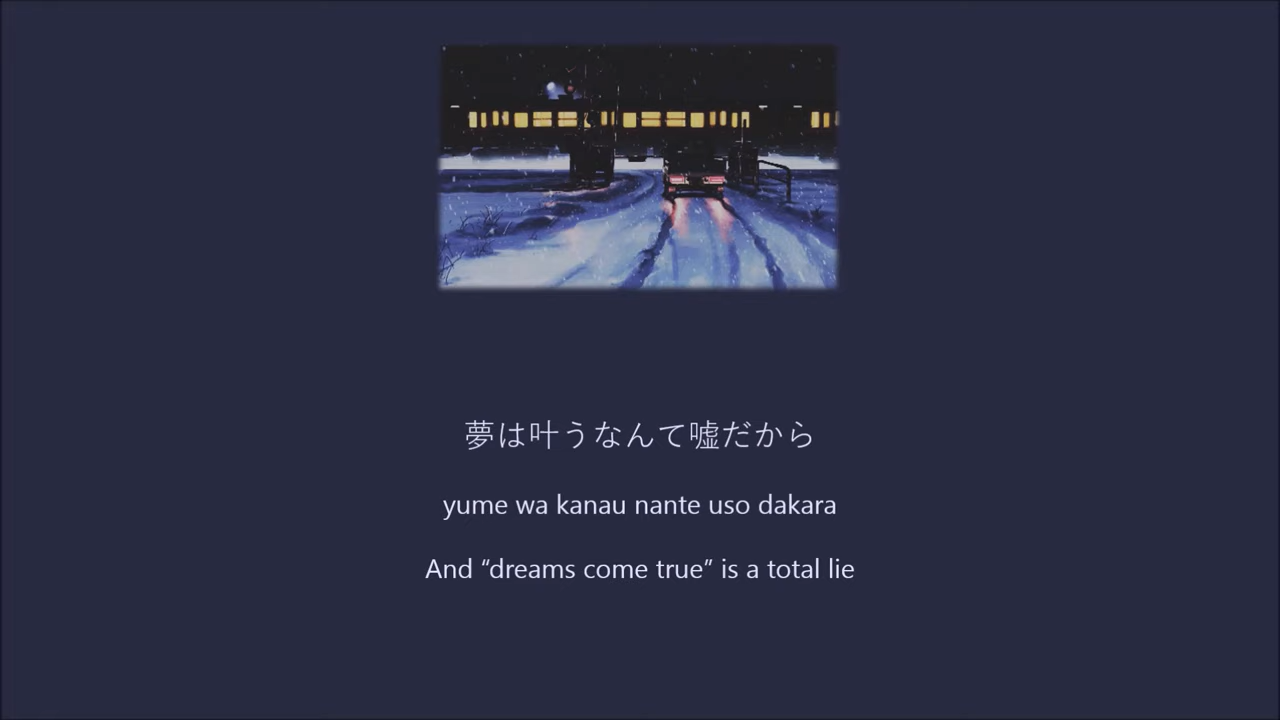 夢は叶うなんて嘘だから
yume wa kanau nante uso dakara
And “dreams come true” is a total lie